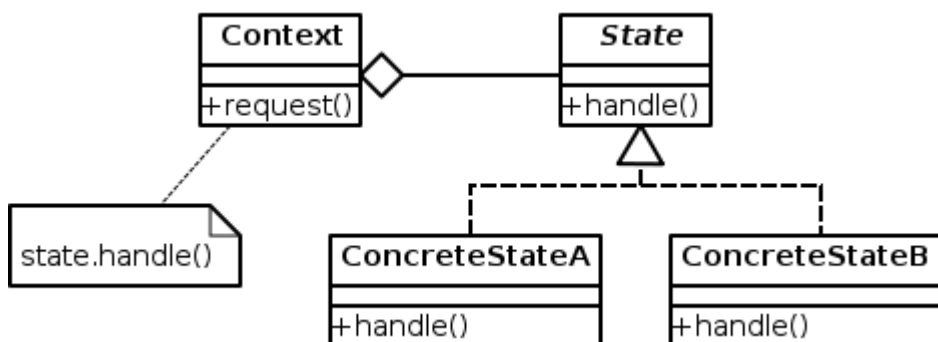 Context
State
+request()
+handle()
state.handle()
ConcreteStateA
ConcreteStateB
+handle()
+handle()